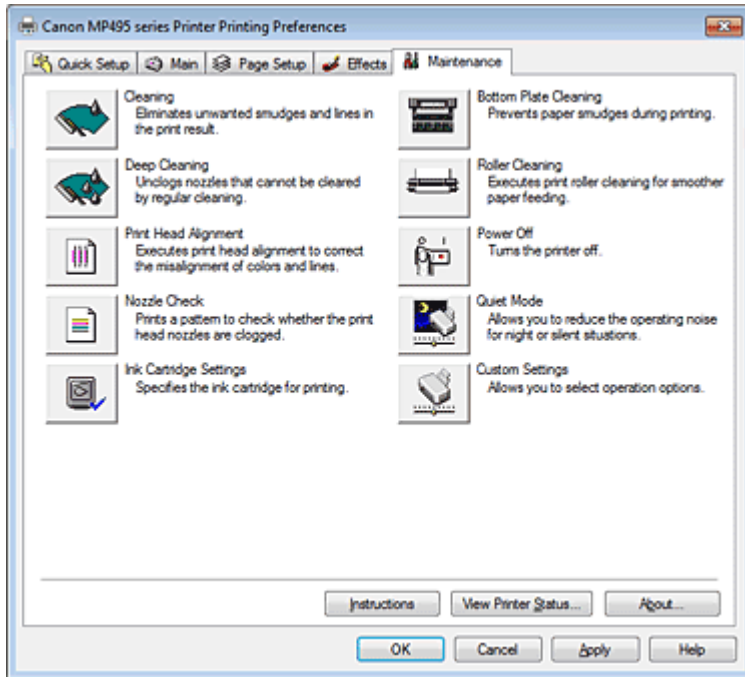 Canon MP495 series Printer Printing Preferences
Quick Setup
Main
Page Setup
Effects
Maintenance
Cleaning
Eliminates unwanted smudges and lines in
the print result.
Deep Cleaning
Unclogs nozzles that cannot be cleared
by regular cleaning.
Print Head Alignment
Executes print head alignment to correct
the misalignment of colors and lines.
Nozzle Check
Prints a pattern to check whether the print
head nozzles are clogged.
Ink Cartridge Settings
Specifies the ink cartridge for printing.
Bottom Plate Cleaning
Prevents paper smudges during printing.
Roller Cleaning
Executes print roller cleaning for smoother
paper feeding.
Power Off
Turns the printer off.
Quiet Mode
Allows you to reduce the operating noise
for night or silent situations.
Custom Settings
Allows you to select operation options.
Instructions
View Printer Status...
About...
OK
Cancel
Apply
Help